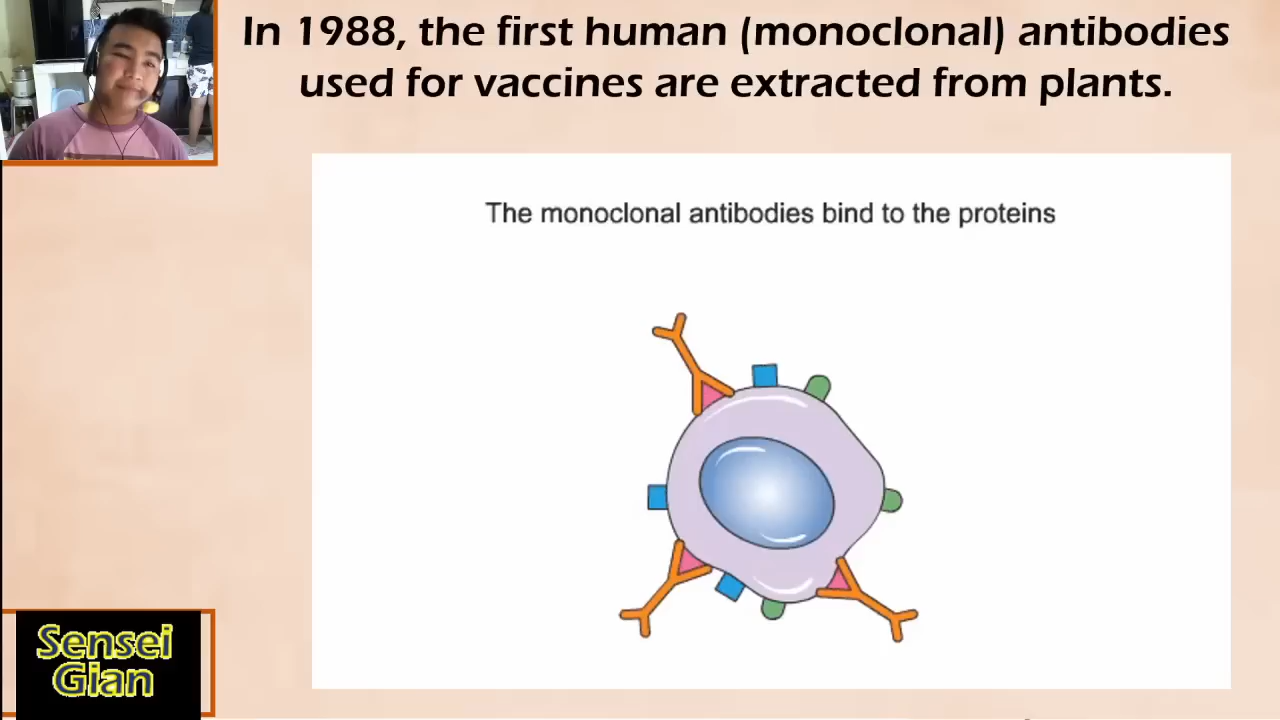 In 1988, the first human (monoclonal) antibodies
used for vaccines are extracted from plants.
The monoclonal antibodies bind to the proteins
Sensei
Gian